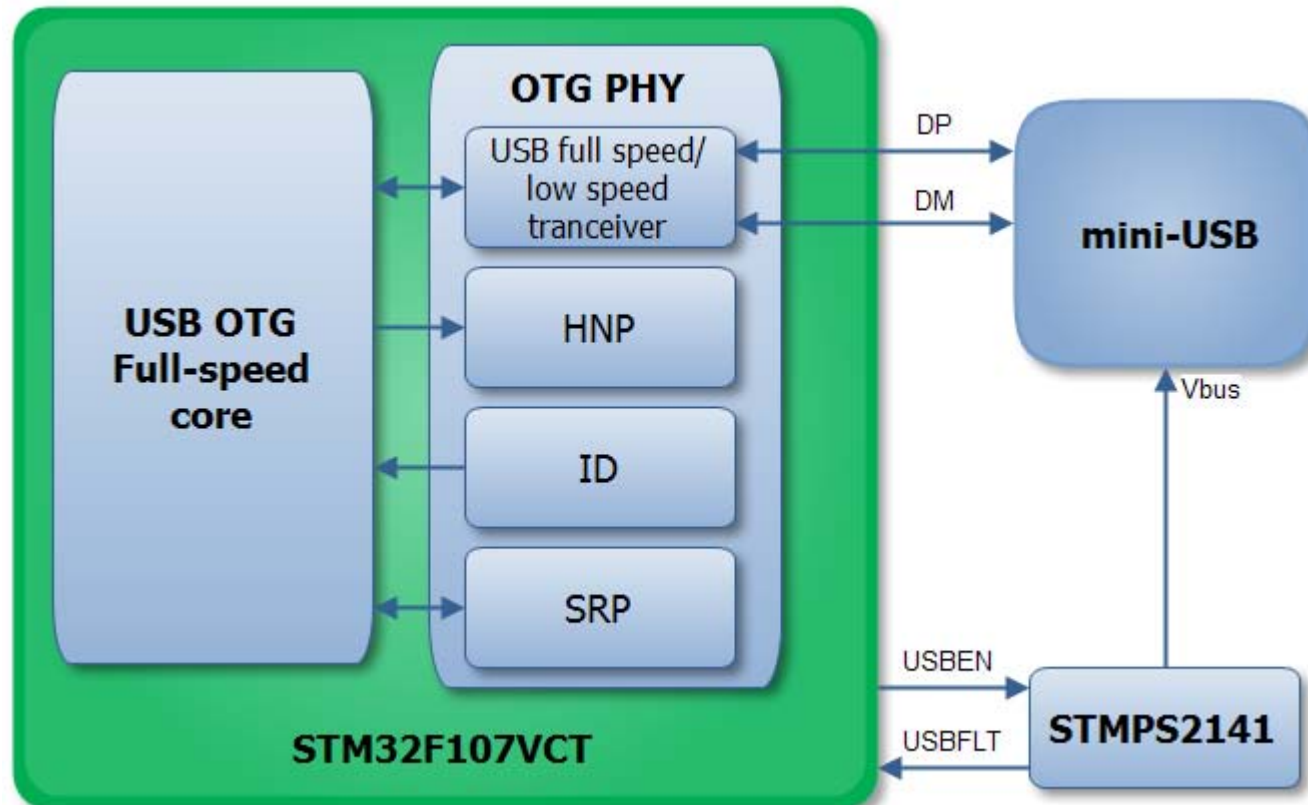 OTG PHY
USB full speed/
low speed
tranceiver
HNP
ID
SRP
USB OTG
Full-speed
core
STM32F107VCT
DP
DM
mini-USB
Vbus
USBEN
USBFLT
STMPS2141